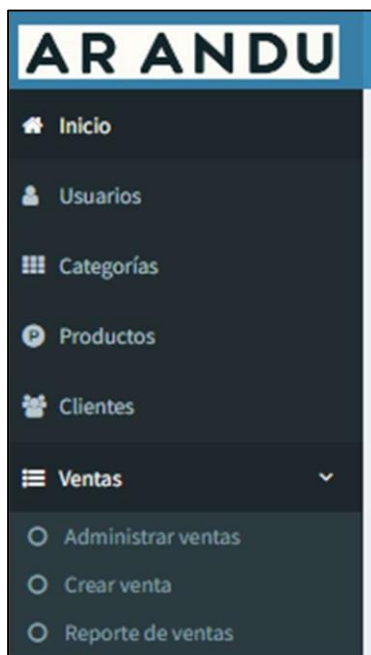 AR ANDU
Inicio
Usuarios
Categorías
Productos
Clientes
Ventas
Administrar ventas
Crear venta
Reporte de ventas